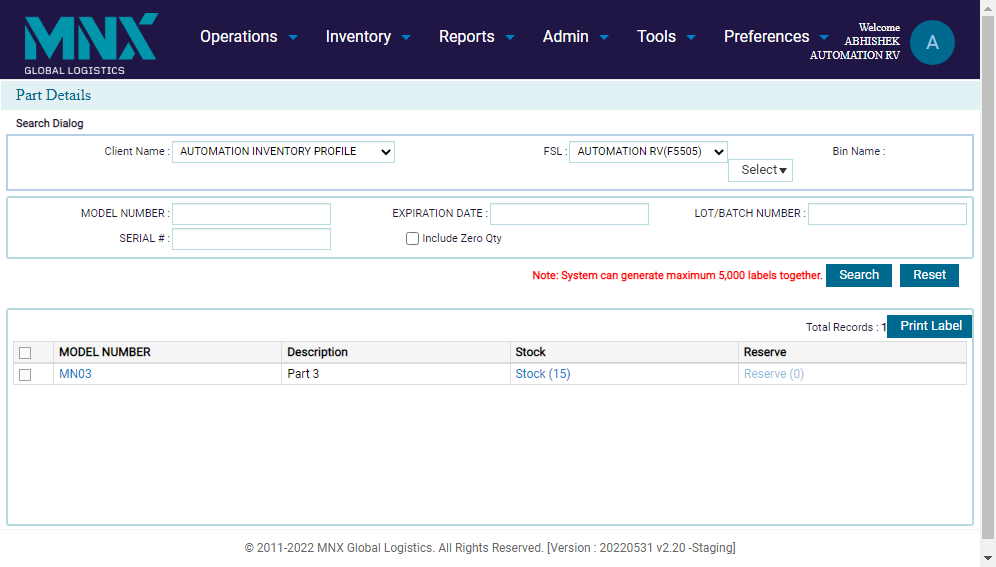 MNX
GLOBAL LOGISTICS
Operations Inventory Reports Admin Tools Preferences
Welcome
ABHISHEK
AUTOMATION RV
A
Part Details
Search Dialog
Client Name : AUTOMATION INVENTORY PROFILE FSL : AUTOMATION RV(F5505) Bin Name :
Select
MODEL NUMBER : EXPIRATION DATE : LOT/BATCH NUMBER :
SERIAL # : Include Zero Qty
Note: System can generate maximum 5,000 labels together. Search Reset
Total Records : 1 Print Label
MODEL NUMBER Description Stock Reserve
MN03 Part 3 Stock (15) Reserve (0)
© 2011-2022 MNX Global Logistics. All Rights Reserved. [Version : 20220531 v2.20 -Staging]